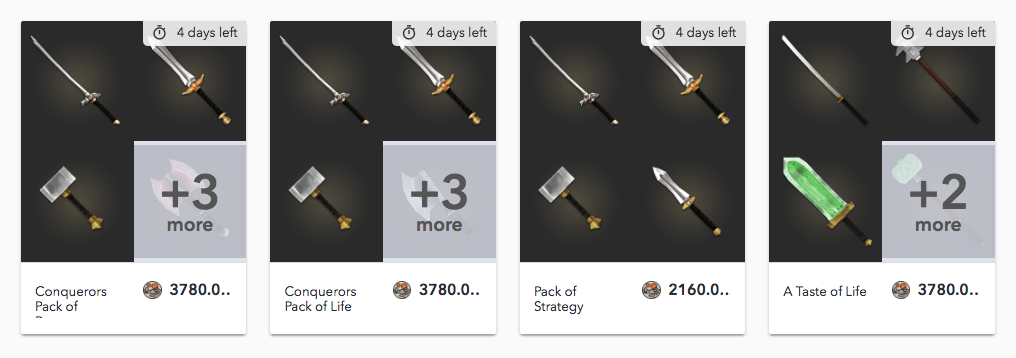 4 days left
4 days left
4 days left
4 days left
+3
more
+3
more
+2
more
Conquerors
Pack of
3780.0..
Conquerors
Pack of Life
3780.0..
Pack of
Strategy
2160.0..
A Taste of Life
3780.0..